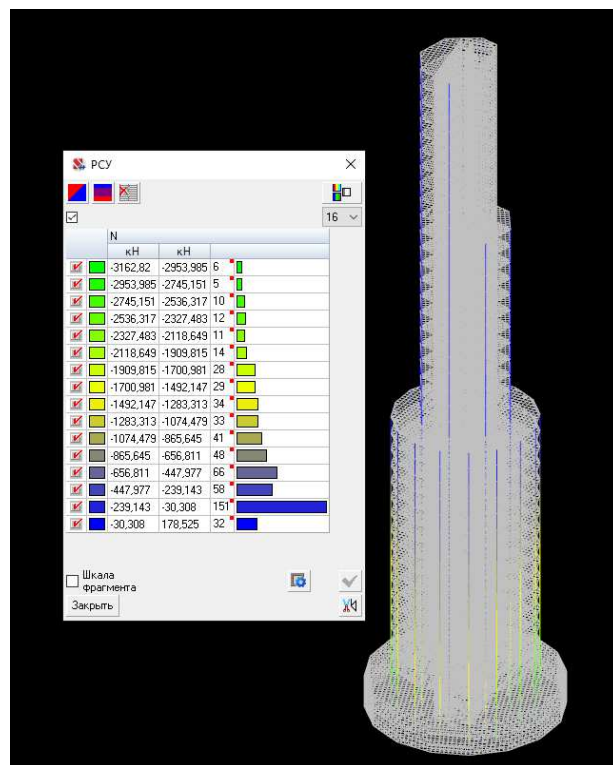 РСУ
16
N
кН кН
-3162,82 -2953,985 6
-2953,985 -2745,151 5
-2745,151 -2536,317 10
-2536,317 -2327,483 12
-2327,483 -2118,649 11
-2118,649 -1909,815 14
-1909,815 -1700,981 28
-1700,981 -1492,147 29
-1492,147 -1283,313 34
-1283,313 -1074,479 33
-1074,479 -865,645 41
-865,645 -656,811 48
-656,811 -447,977 66
-447,977 -239,143 58
-239,143 -30,308 151
-30,308 178,525 32
Шкала
фрагмента
Закрыть